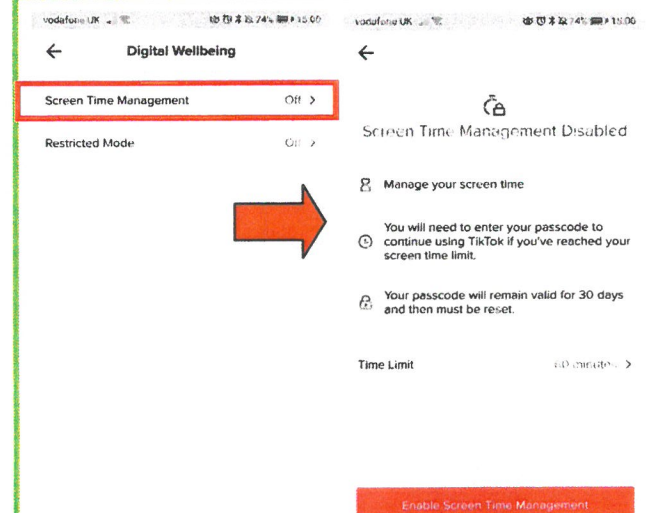 vodafone UK
74% 15:00
Digital Wellbeing
Screen Time Management Off
Restricted Mode Off
vodafone UK
74% 15:00
Screen Time Management Disabled
Manage your screen time
You will need to enter your passcode to
continue using TikTok if you've reached your
screen time limit.
Your passcode will remain valid for 30 days
and then must be reset.
Time Limit 60 minutes
Enable Screen Time Management